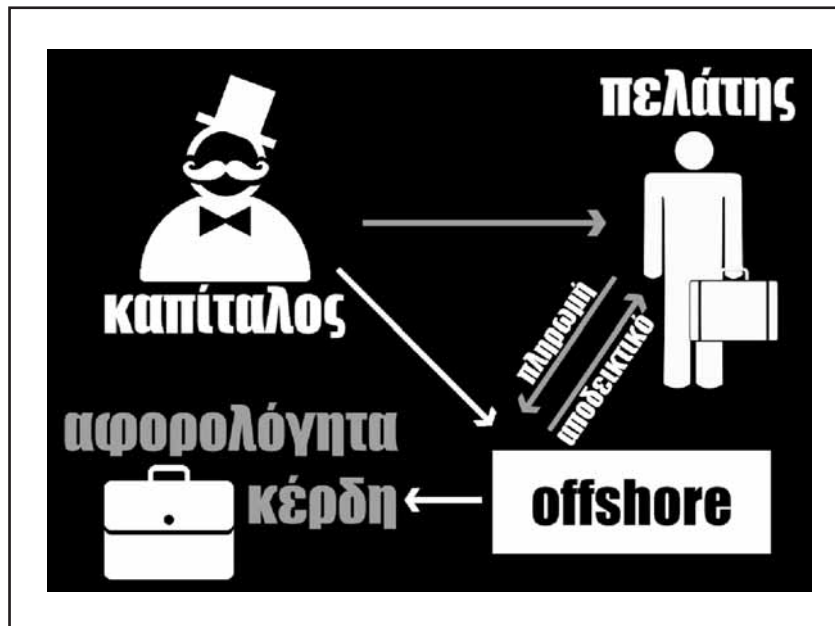 πελάτης
καπίταλος
πληρωμή
αποδεικτικό
αφορολόγητα
κέρδη
offshore